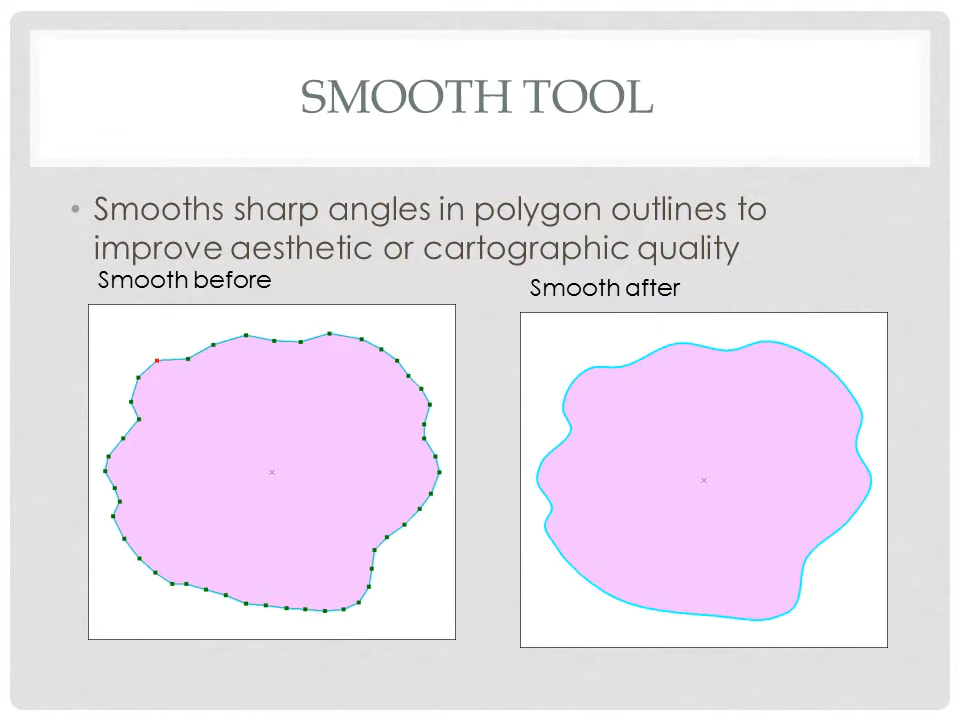 SMOOTH TOOL
• Smooths sharp angles in polygon outlines to
improve aesthetic or cartographic quality
Smooth before
Smooth after